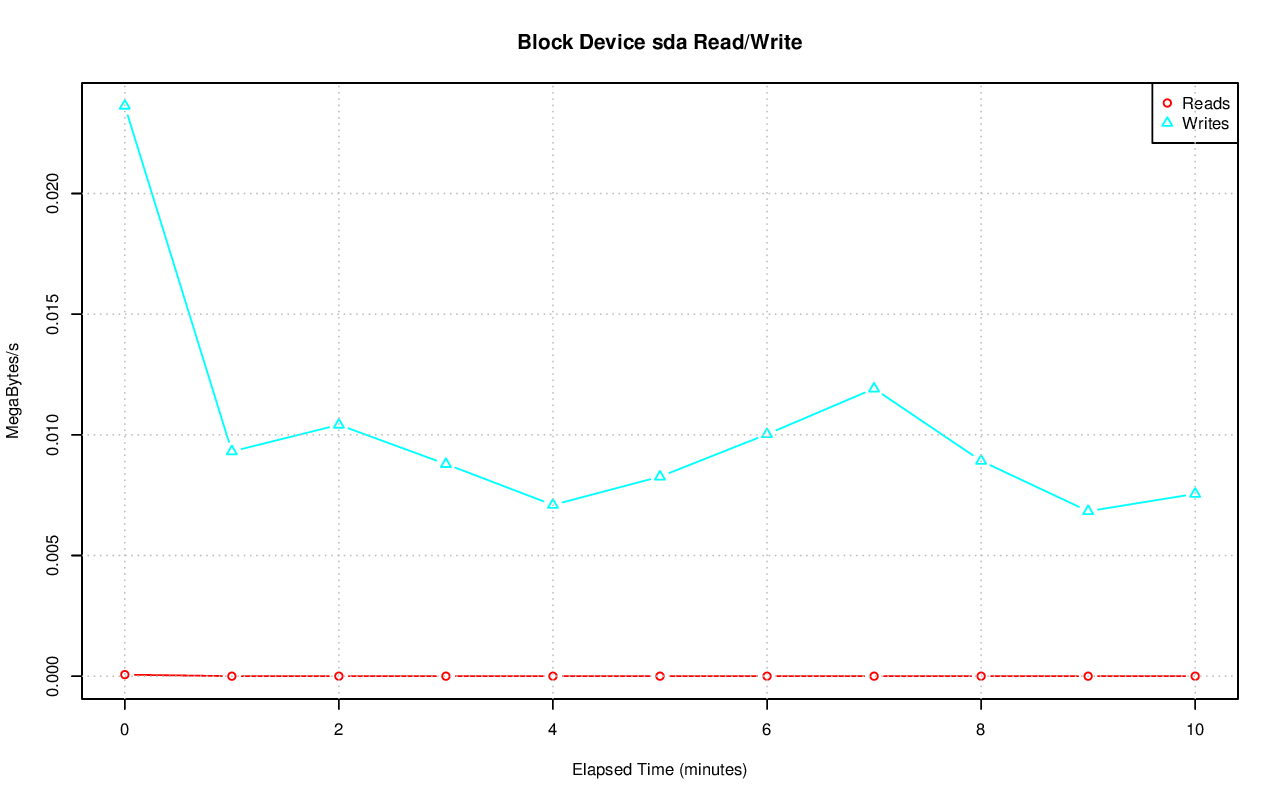 Block Device sda Read/Write
Reads
Writes
0.020
0.015
0.010
0.005
0.000
MegaBytes/s
0 2 4 6 8 10
Elapsed Time (minutes)